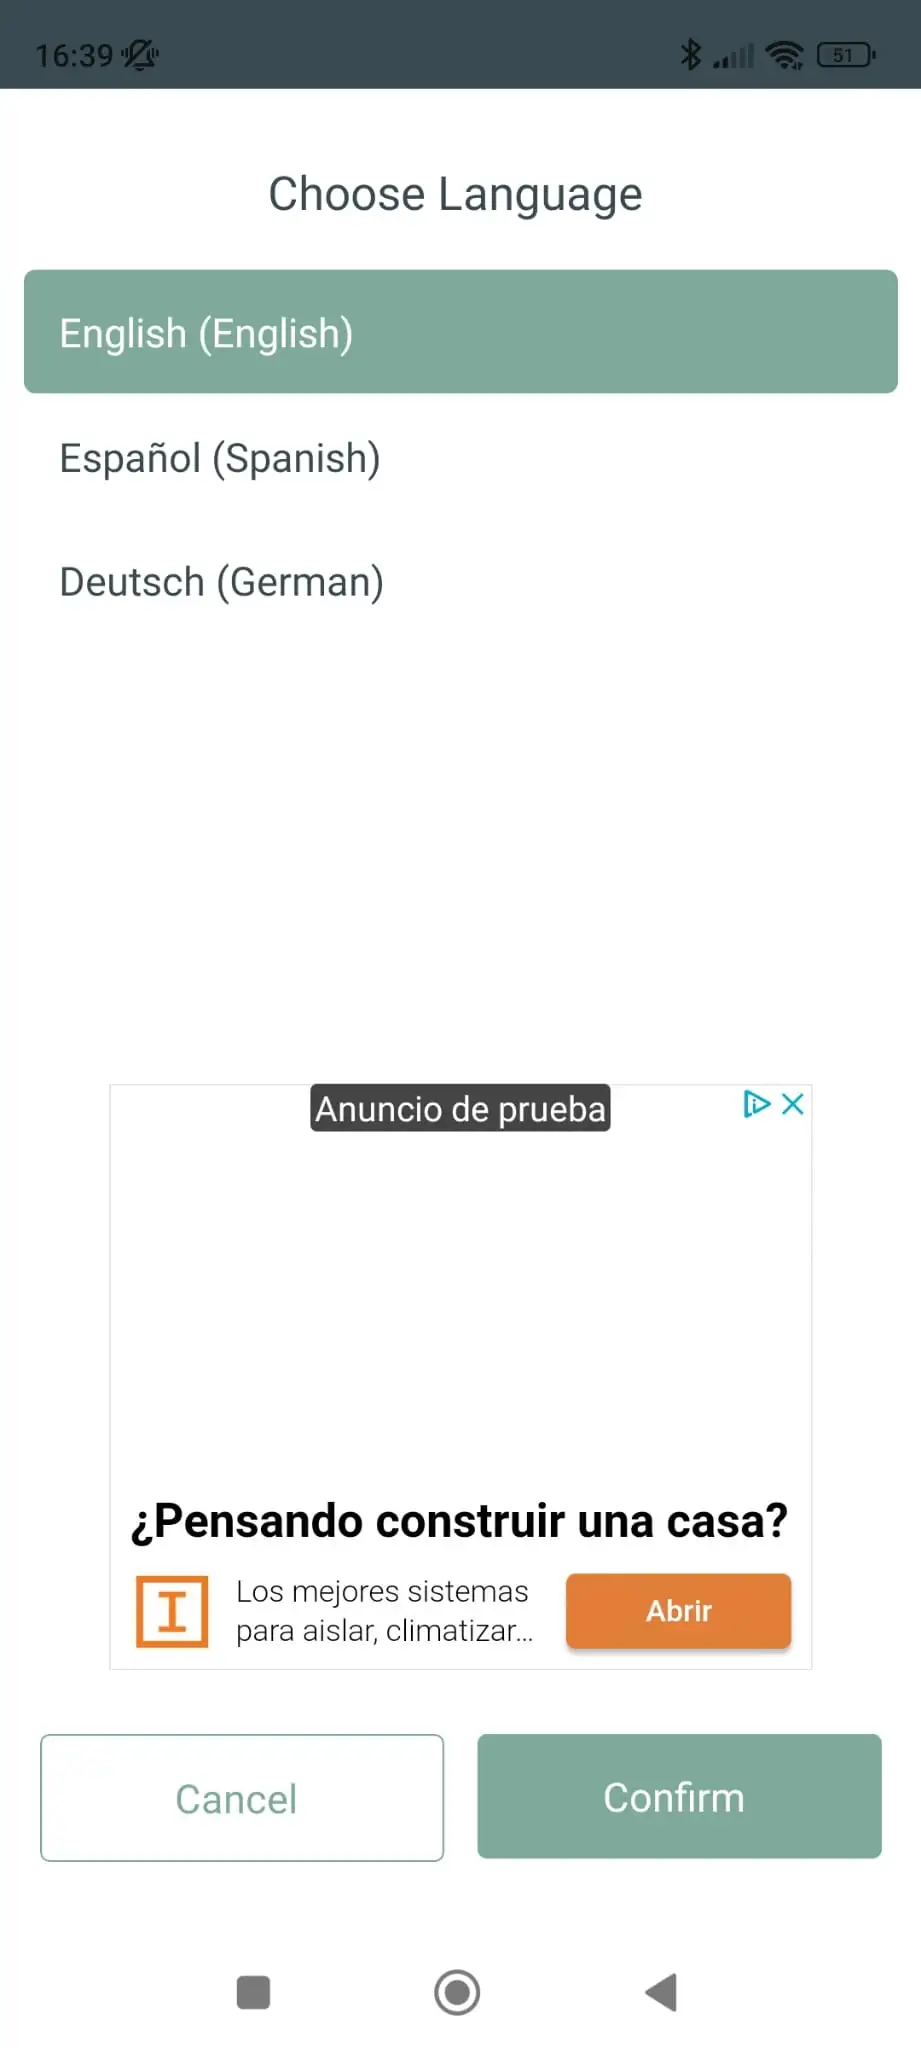 16:39
51
Choose Language
English (English)
Español (Spanish)
Deutsch (German)
Anuncio de prueba
¿Pensando construir una casa?
I
Los mejores sistemas
para aislar, climatizar...
Abrir
Cancel
Confirm